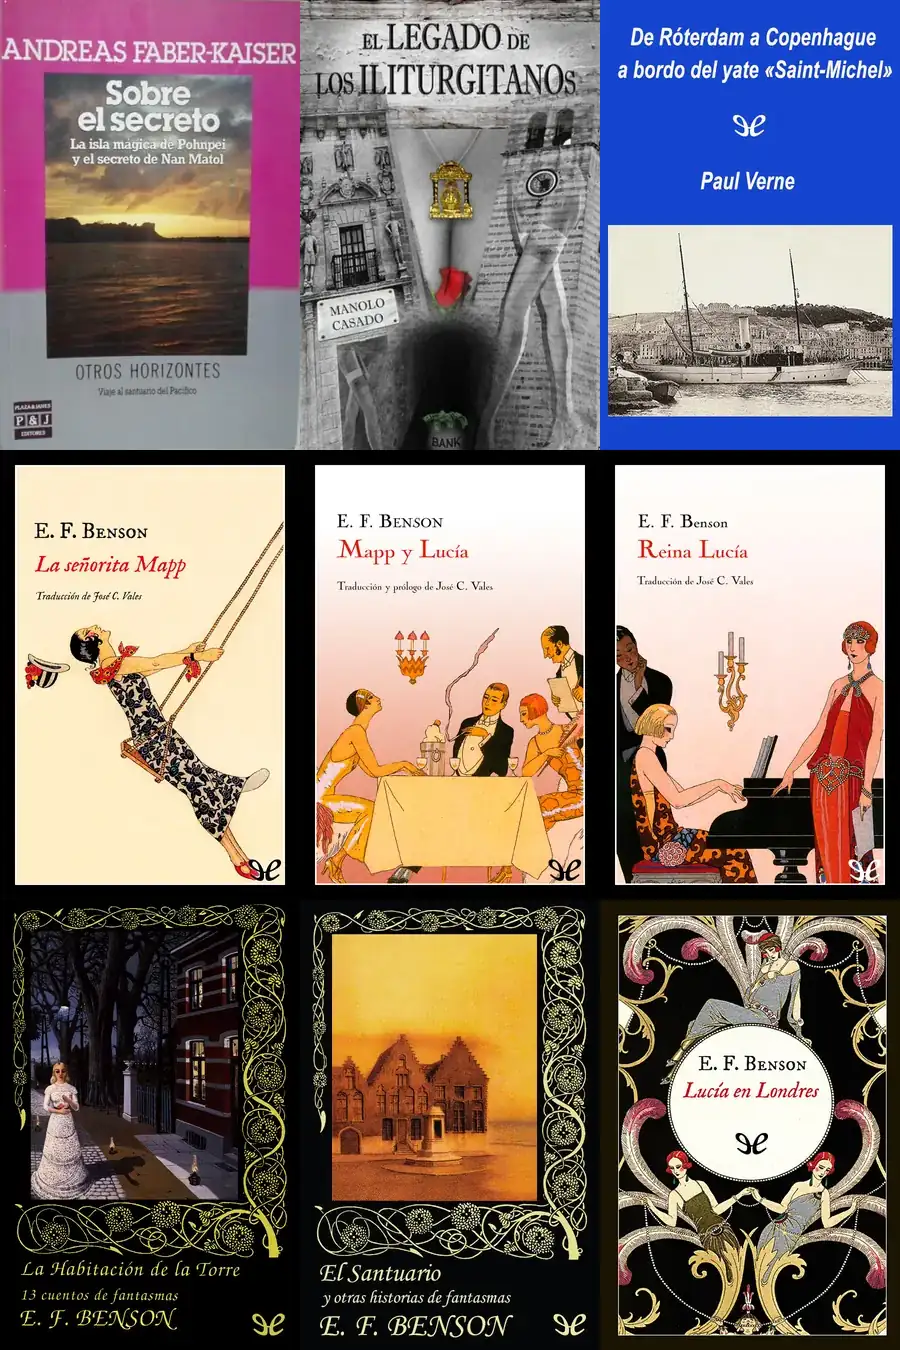 ANDREAS FABER-KAISER
Sobre
el secreto
La isla mágica de Pohnpei
y el secreto de Nan Matol
OTROS HORIZONTES
Viaje al santuario del Pacífico
PLAZA & JANES
P & J
EDITORES
EL LEGADO DE
LOS ILITURGITANOS
MANOLO
CASADO
BANK
De Róterdam a Copenhague
a bordo del yate «Saint-Michel»
Paul Verne
E. F. BENSON
La señorita Mapp
Traducción de José C. Vales
E. F. BENSON
Mapp y Lucía
Traducción y prólogo de José C. Vales
E. F. Benson
Reina Lucía
Traducción de José C. Vales
La Habitación de la Torre
13 cuentos de fantasmas
E. F. BENSON
El Santuario
y otras historias de fantasmas
E. F. BENSON
E. F. BENSON
Lucía en Londres